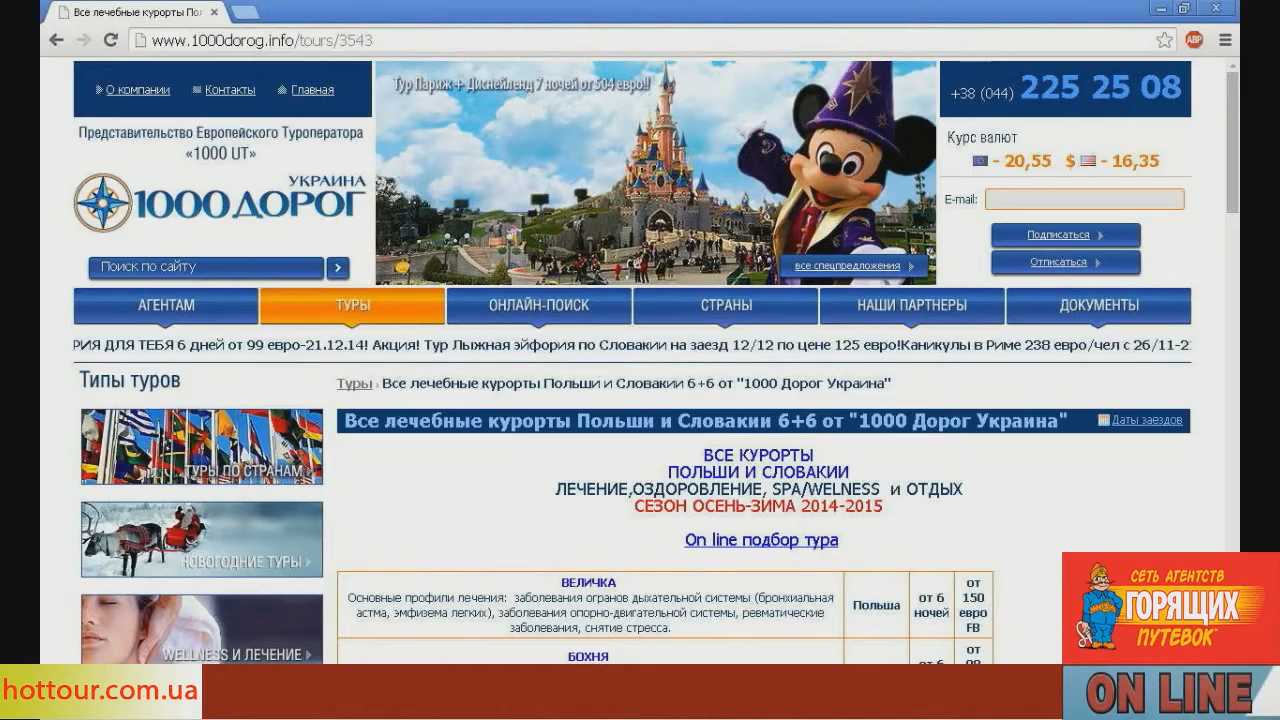 Все лечебные курорты По
www.1000dorog.info/tours/3543
ABP
О компании
Контакты
Главная
Представительство Европейского Туроператора
«1000 UT»
УКРАИНА
1000 ДОРОГ
Поиск по сайту
Тур Париж + Диснейленд 7 ночей от 504 евро!!
все спецпредложения
+38 (044) 225 25 08
Курс валют
- 20,55 $ - 16,35
E-mail:
Подписаться
Отписаться
АГЕНТАМ
ТУРЫ
ОНЛАЙН-ПОИСК
СТРАНЫ
НАШИ ПАРТНЕРЫ
ДОКУМЕНТЫ
РИЯ ДЛЯ ТЕБЯ 6 дней от 99 евро-21.12.14! Акция! Тур Лыжная эйфория по Словакии на заезд 12/12 по цене 125 евро!Каникулы в Риме 238 евро/чел с 26/11-2
Типы туров
ТУРЫ ПО СТРАНАМ
НОВОГОДНИЕ ТУРЫ
WELLNESS И ЛЕЧЕНИЕ
Туры › Все лечебные курорты Польши и Словакии 6+6 от "1000 Дорог Украина"
Все лечебные курорты Польши и Словакии 6+6 от "1000 Дорог Украина"
Даты заездов
ВСЕ КУРОРТЫ
ПОЛЬШИ И СЛОВАКИИ
ЛЕЧЕНИЕ,ОЗДОРОВЛЕНИЕ, SPA/WELNESS и ОТДЫХ
СЕЗОН ОСЕНЬ-ЗИМА 2014-2015
On line подбор тура
ВЕЛИЧКА
Основные профили лечения: заболевания огранов дыхательной системы (бронхиальная
астма, эмфизема легких), заболевания опорно-двигательной системы, ревматические
заболевания, снятие стресса.
Польша
от 6
ночей
от
150
евро
FB
БОХНЯ
от 6
от
СЕТЬ АГЕНТСТВ
ГОРЯЩИХ
ПУТЕВОК
hottour.com.ua
ON LINE